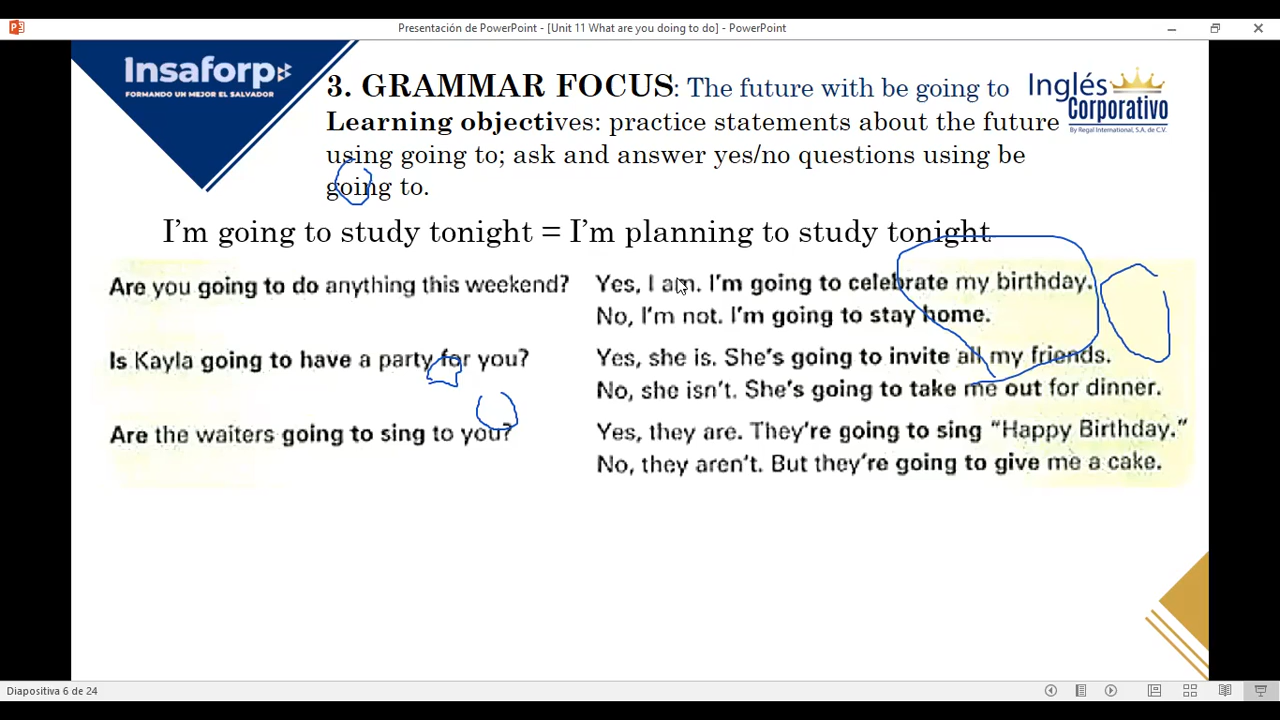 Presentación de PowerPoint - [Unit 11 What are you doing to do] - PowerPoint
Insaforp
FORMANDO UN MEJOR EL SALVADOR
3. GRAMMAR FOCUS: The future with be going to
Learning objectives: practice statements about the future
using going to; ask and answer yes/no questions using be
going to.
Inglés
Corporativo
By Regal International, S.A. de C.V.
I'm going to study tonight = I'm planning to study tonight
Are you going to do anything this weekend?
Yes, I am. I'm going to celebrate my birthday.
No, I'm not. I'm going to stay home.
Is Kayla going to have a party for you?
Yes, she is. She's going to invite all my friends.
No, she isn't. She's going to take me out for dinner.
Are the waiters going to sing to you?
Yes, they are. They're going to sing "Happy Birthday."
No, they aren't. But they're going to give me a cake.
Diapositiva 6 de 24